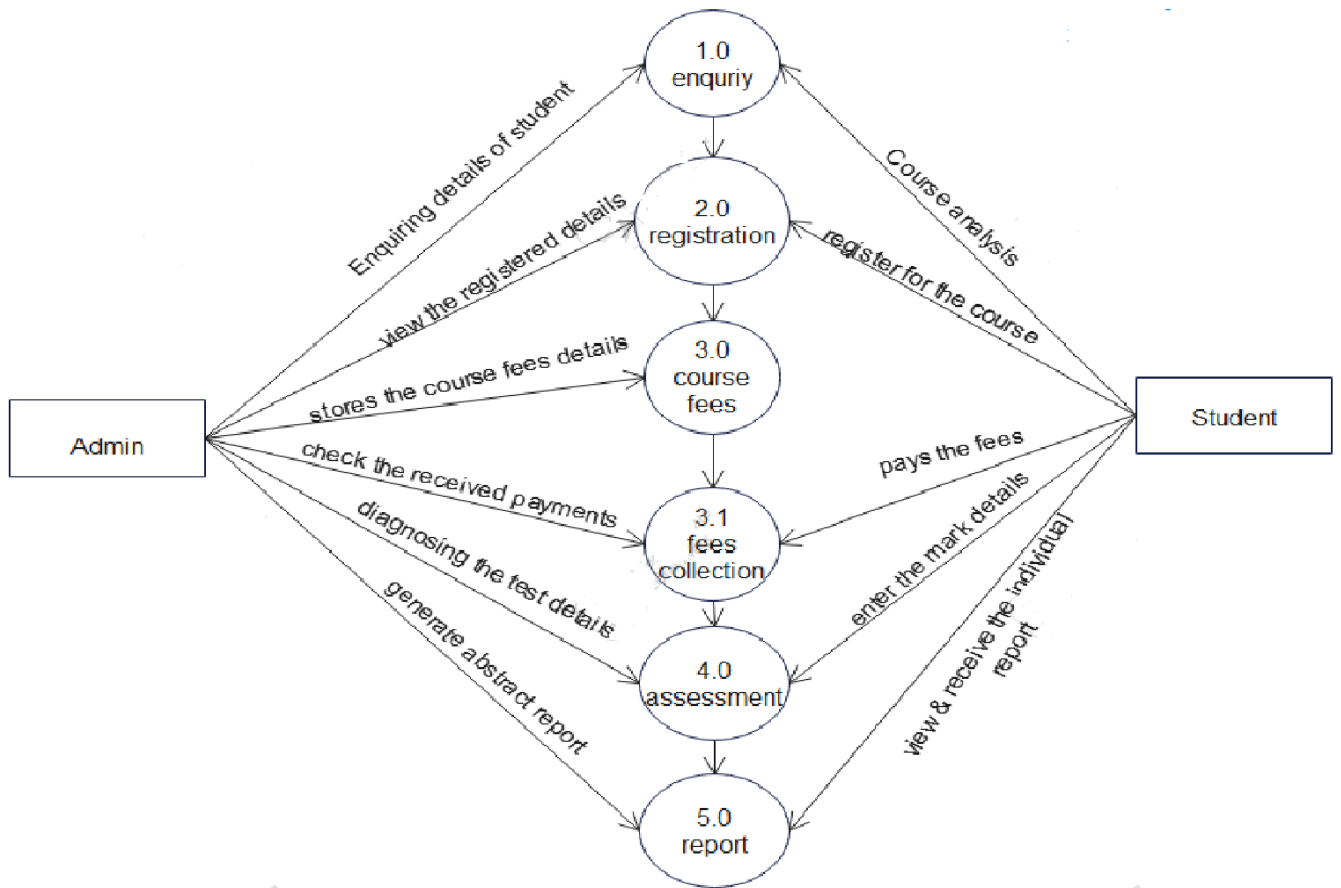 1.0
enquriy
Enquiring details of student
Course analysis
2.0
registration
view the registered details
register for the course
3.0
course
fees
stores the course fees details
Admin
Student
check the received payments
pays the fees
3.1
fees
collection
diagnosing the test details
enter the mark details
generate abstract report
view & receive the individual
report
4.0
assessment
5.0
report